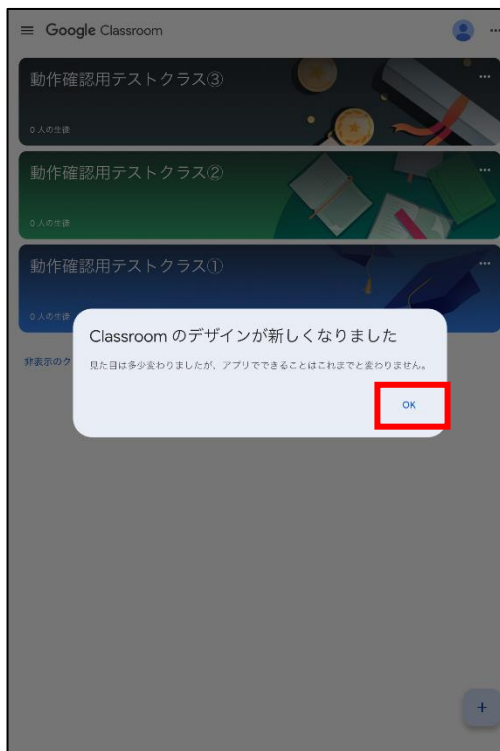 Google Classroom
動作確認用テストクラス③
0 人の生徒
動作確認用テストクラス②
0 人の生徒
動作確認用テストクラス①
0 人の生徒
非表示のク
Classroom のデザインが新しくなりました
見た目は多少変わりましたが、アプリでできることはこれまでと変わりません。
OK